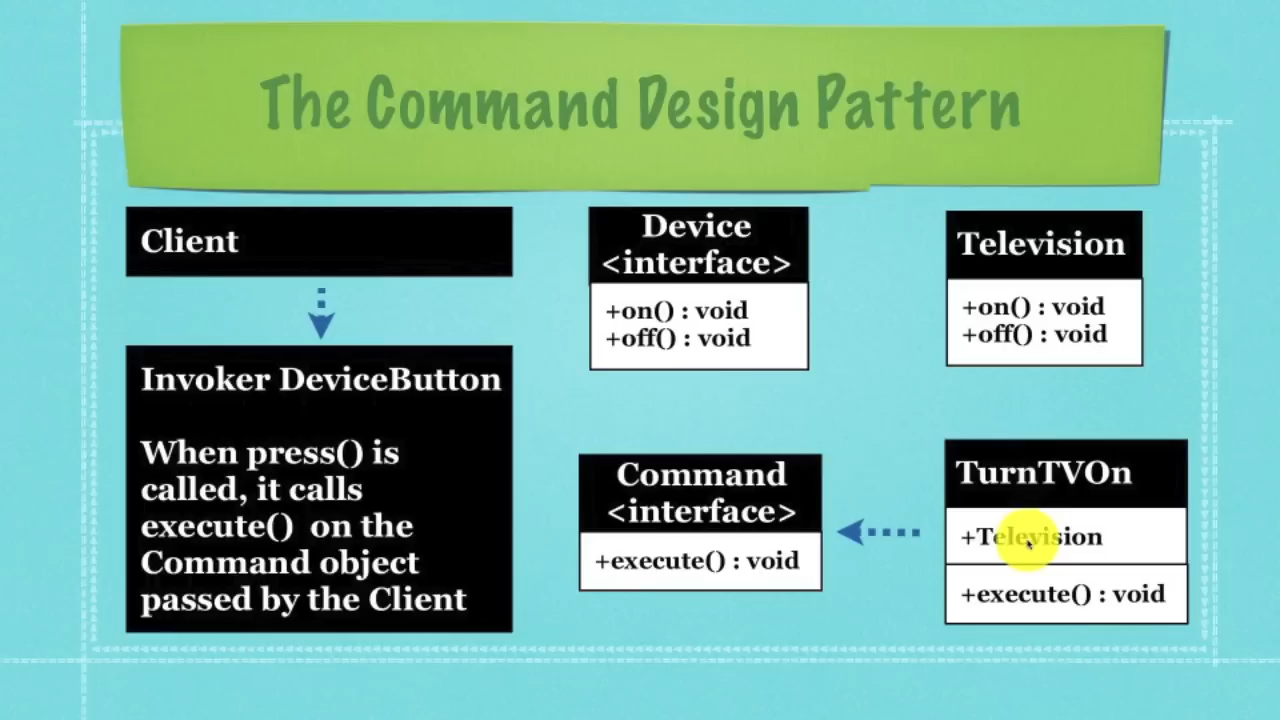 The Command Design Pattern
Client
Invoker DeviceButton
When press() is
called, it calls
execute()  on the
Command object
passed by the Client
Device
<interface>
+on() : void
+off() : void
Television
+on() : void
+off() : void
Command
<interface>
+execute() : void
TurnTVOn
+Television
+execute() : void